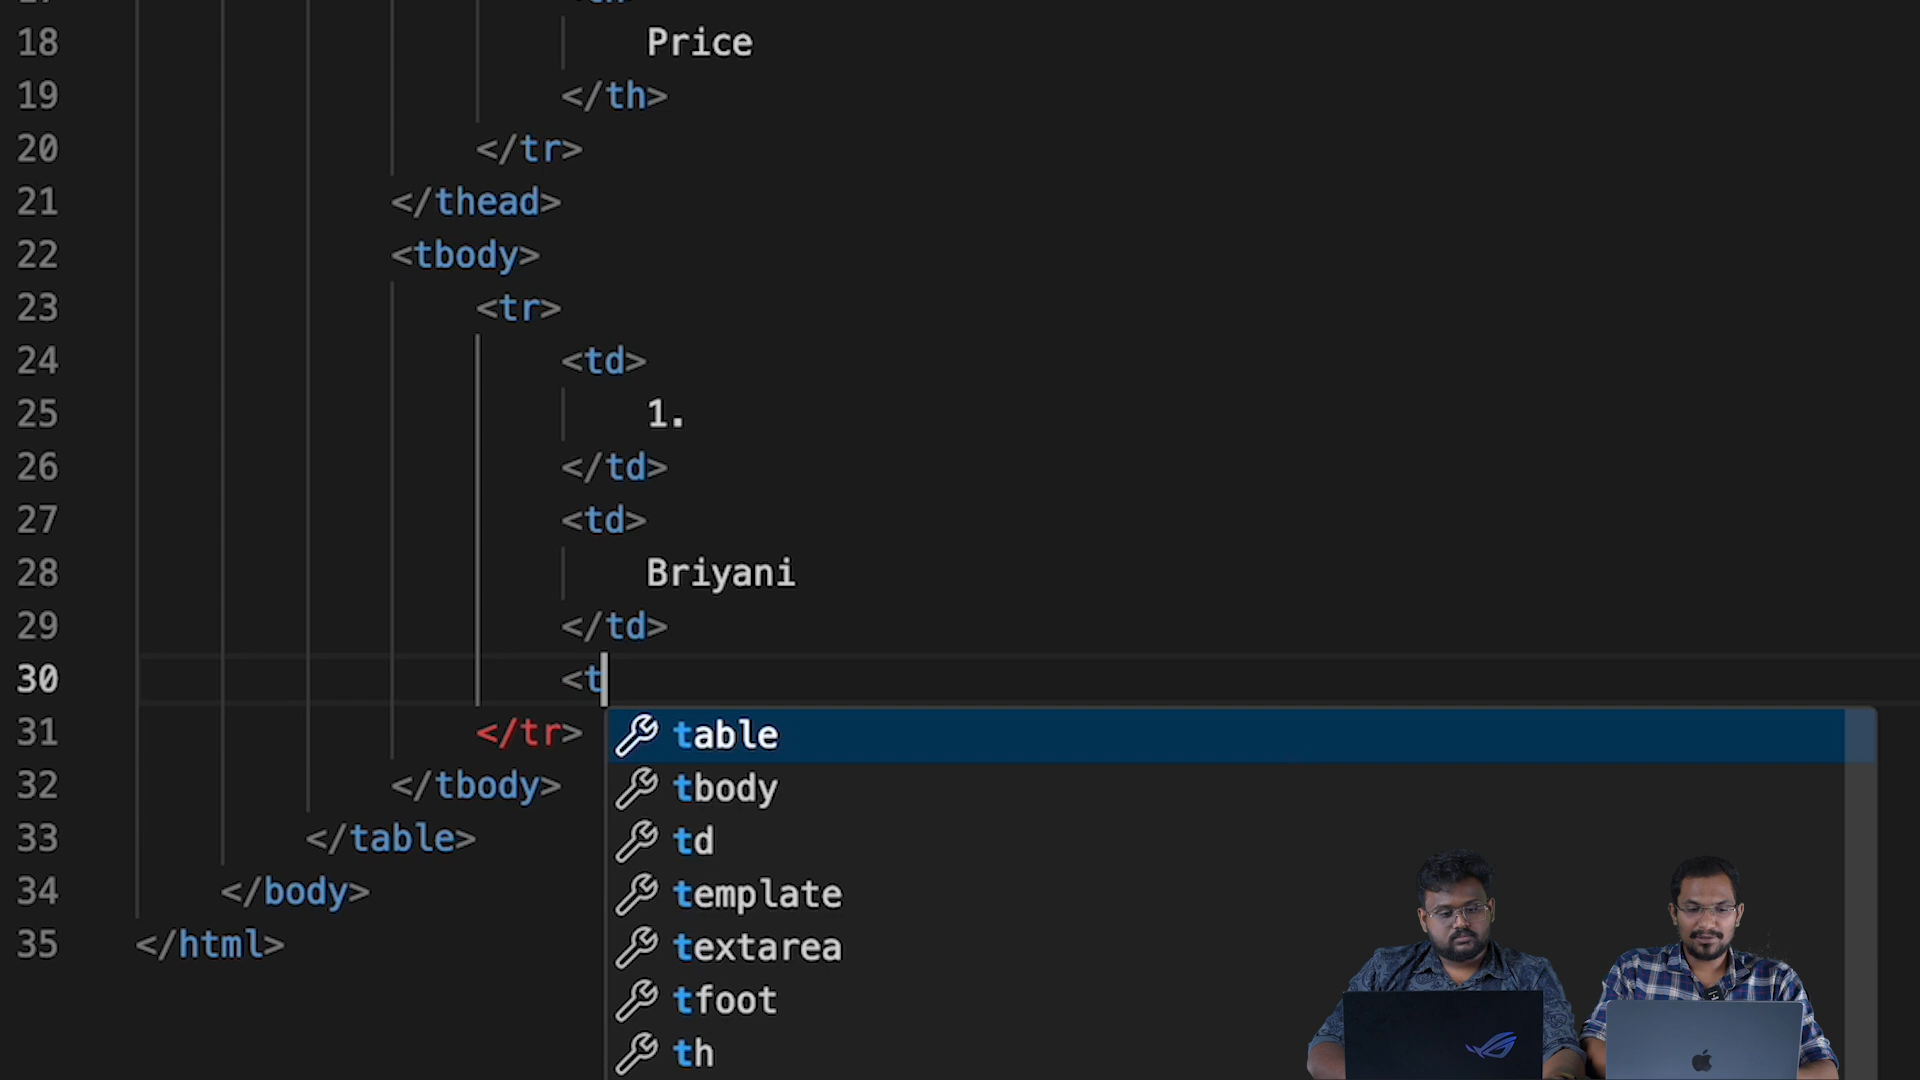 18 Price
19 </th>
20 </tr>
21 </thead>
22 <tbody>
23 <tr>
24 <td>
25 1.
26 </td>
27 <td>
28 Briyani
29 </td>
30 <t
31 </tr>
table
32 </tbody>
tbody
33 </table>
td
34 </body>
template
35 </html>
textarea
tfoot
th